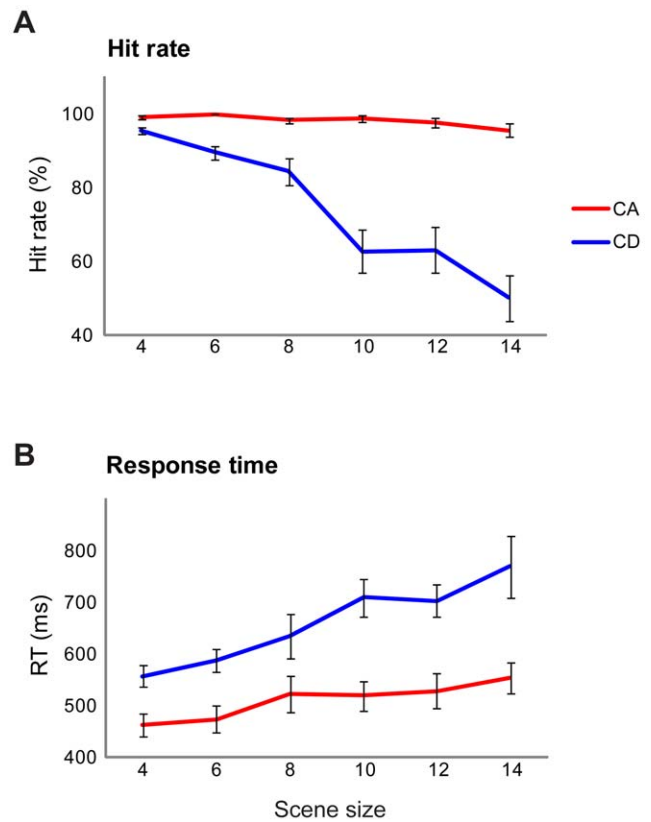 A
Hit rate
100
80
60
40
Hit rate (%)
4 6 8 10 12 14
CA
CD
B
Response time
800
700
600
500
400
RT (ms)
4 6 8 10 12 14
Scene size